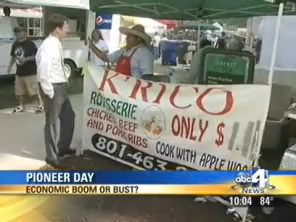 K'RICO
ROTISSERIE
CHICKEN, BEEF
AND PORK RIBS
ONLY $
COOK WITH APPLE
801-463-
PIONEER DAY
ECONOMIC BOOM OR BUST?
abc 4
NEWS
10:04 84°